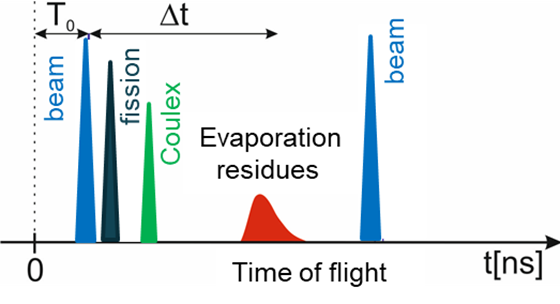 T₀
Δt
beam
fission
Coulex
Evaporation
residues
beam
0
Time of flight
t[ns]